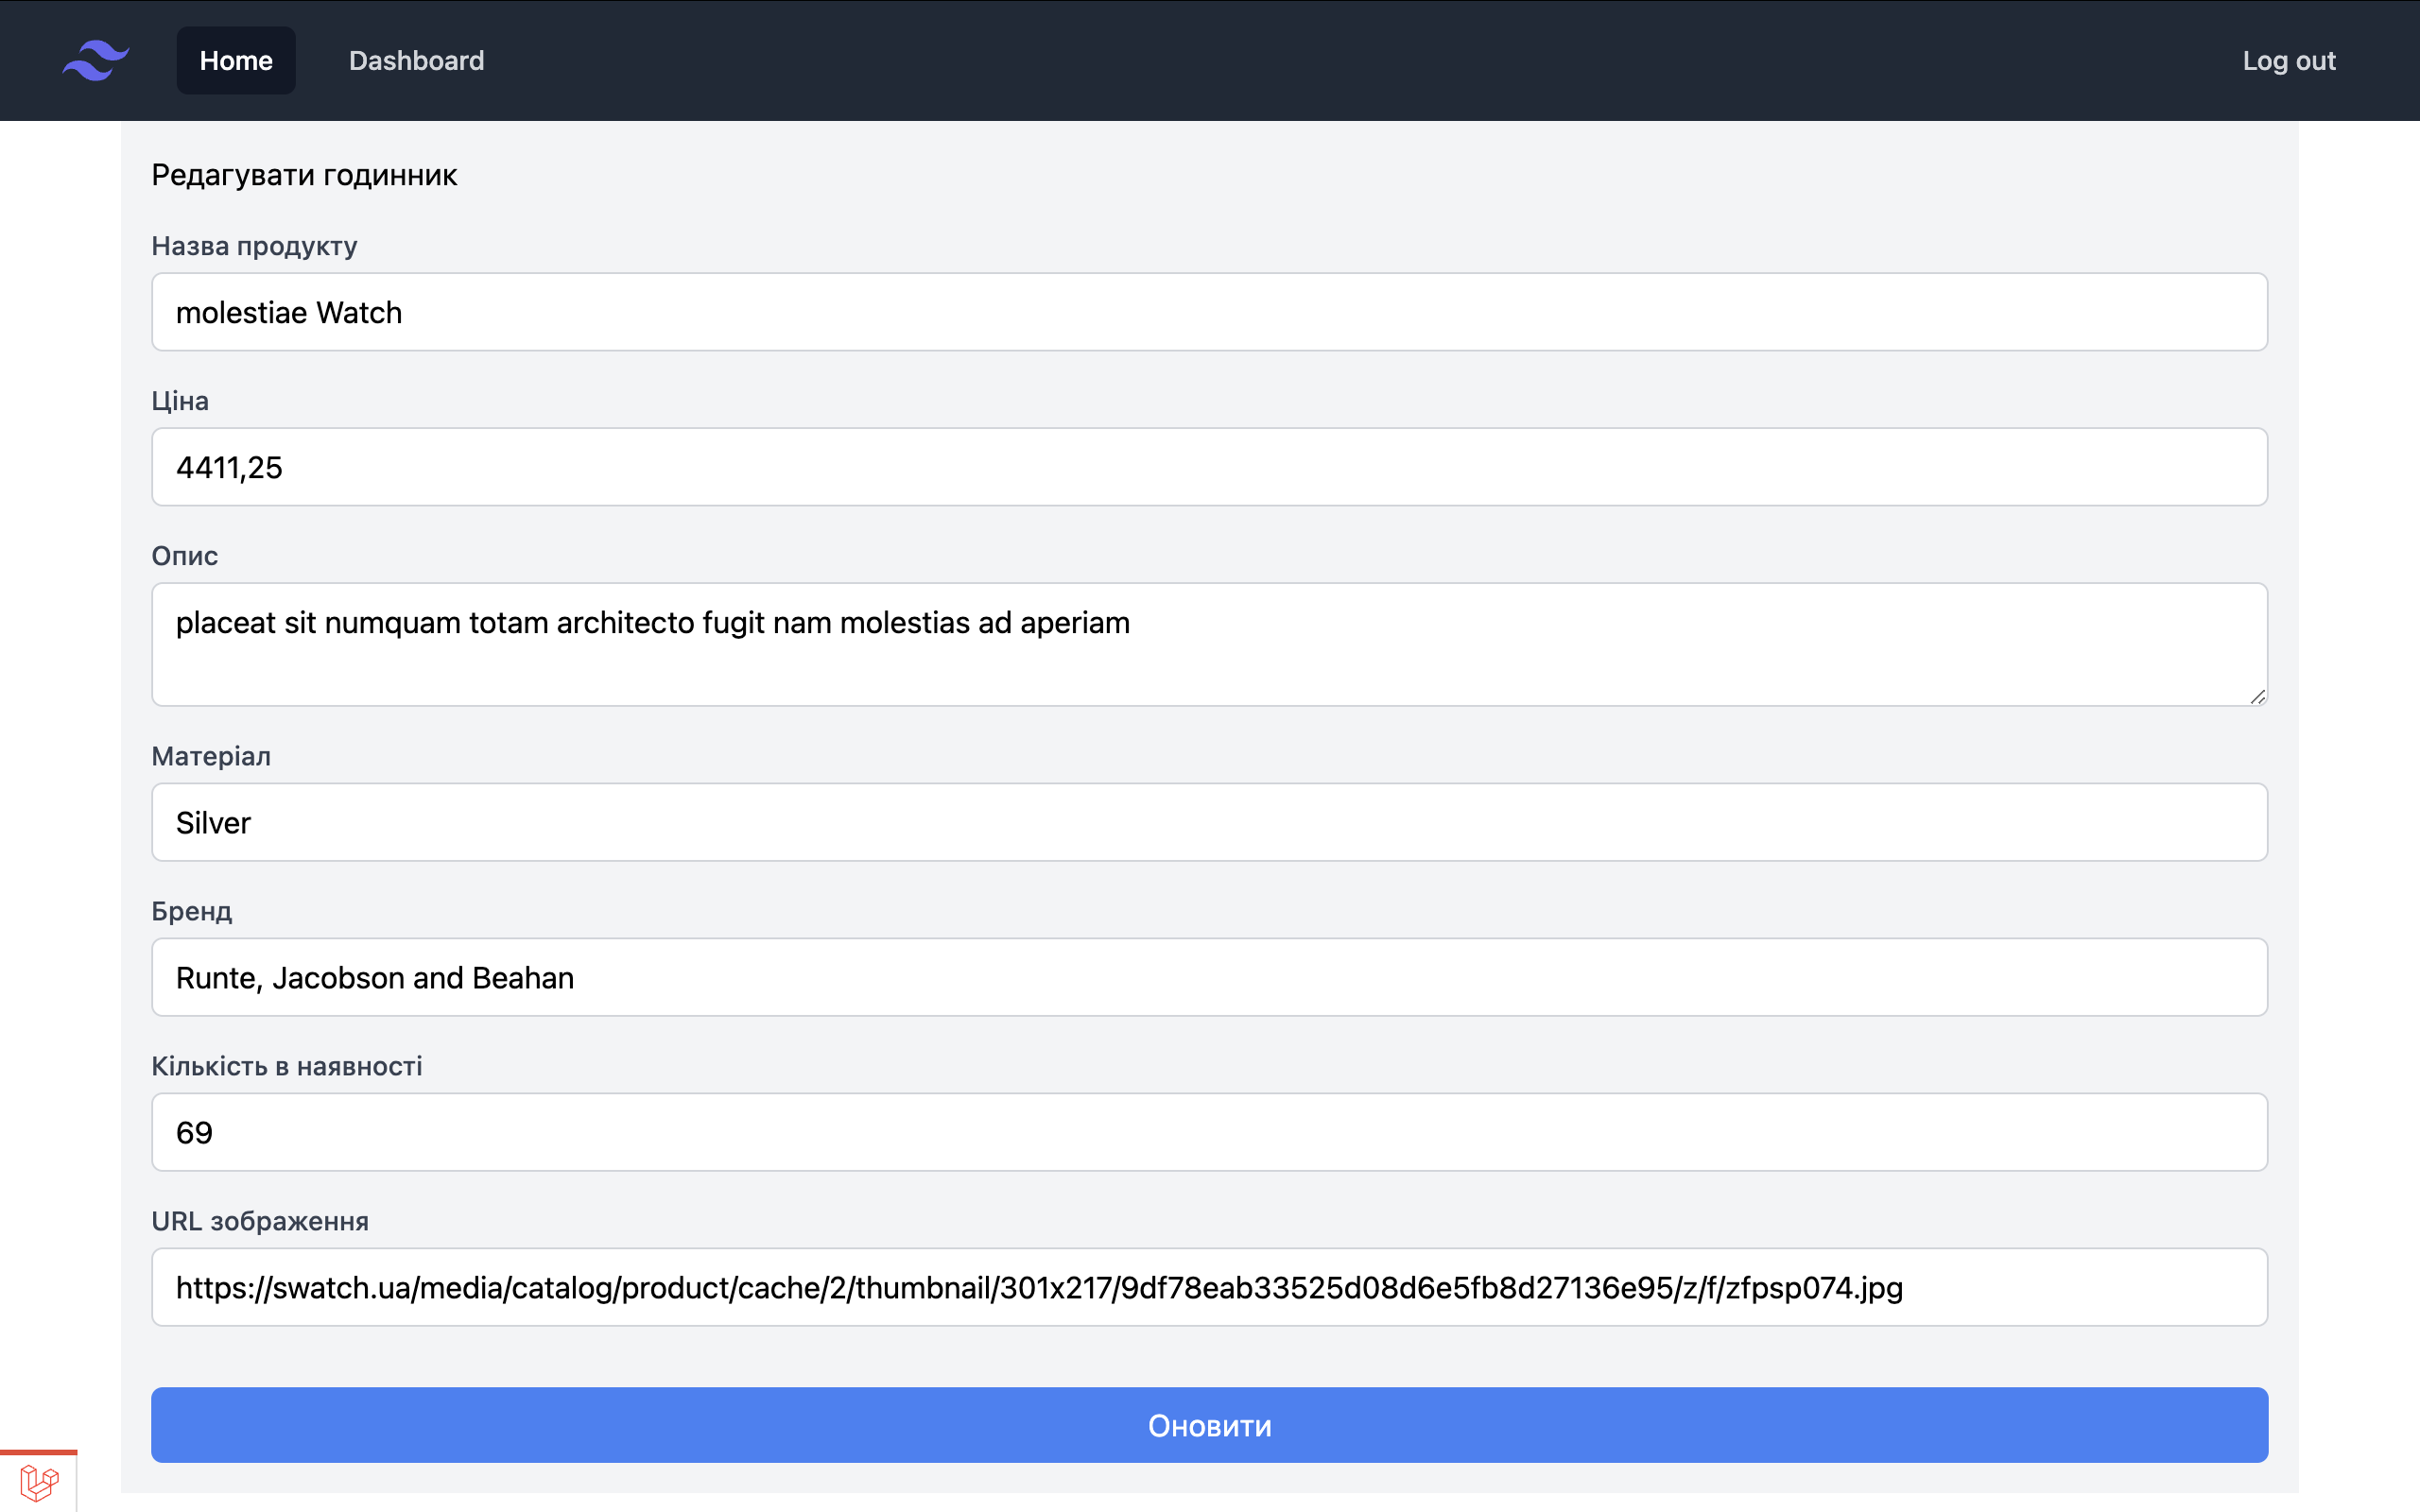 Home
Dashboard
Log out
Редагувати годинник
Назва продукту
molestiae Watch
Ціна
4411,25
Опис
placeat sit numquam totam architecto fugit nam molestias ad aperiam
Матеріал
Silver
Бренд
Runte, Jacobson and Beahan
Кількість в наявності
69
URL зображення
https://swatch.ua/media/catalog/product/cache/2/thumbnail/301x217/9df78eab33525d08d6e5fb8d27136e95/z/f/zfpsp074.jpg
Оновити